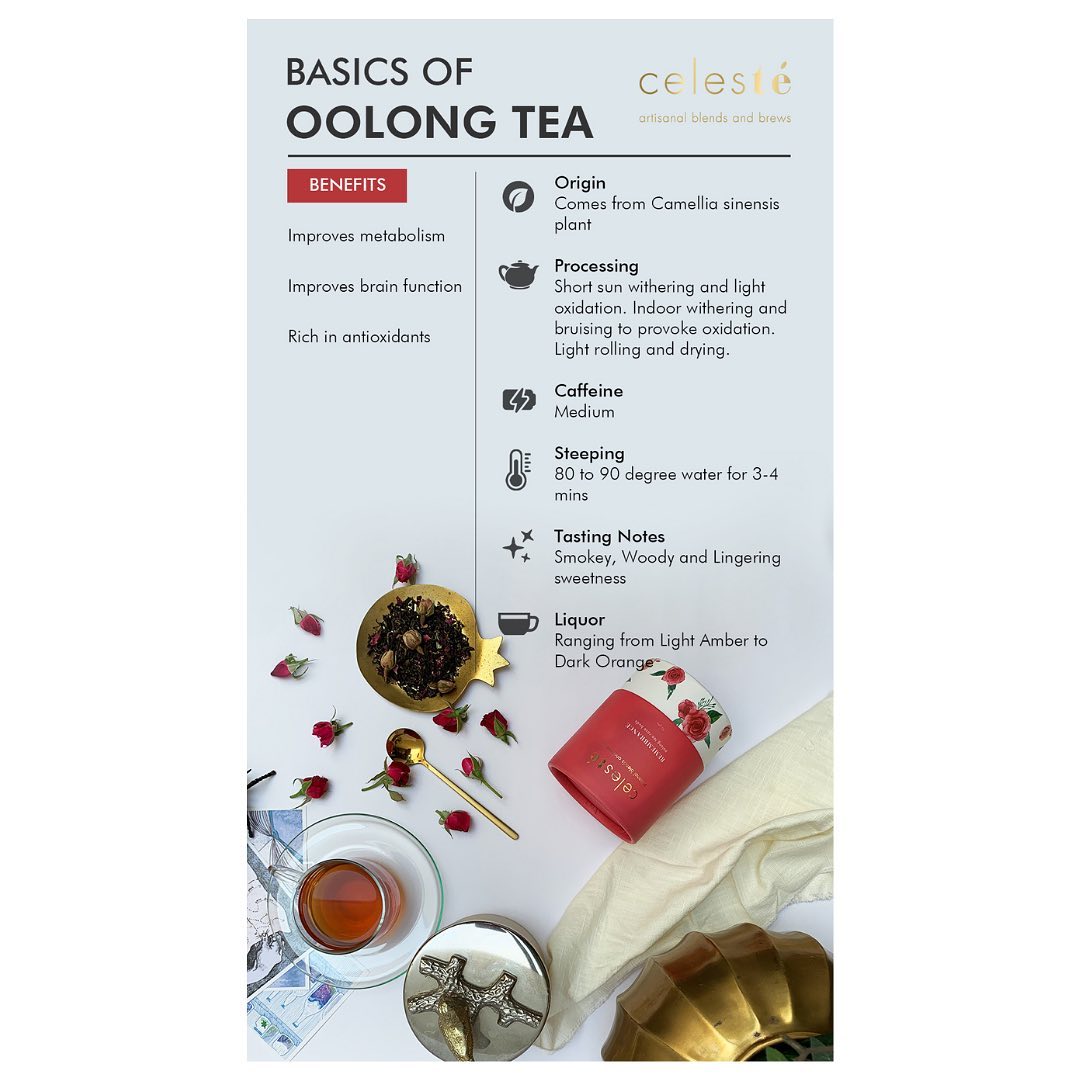 BASICS OF
OOLONG TEA
celesté
artisanal blends and brews
BENEFITS
Improves metabolism
Improves brain function
Rich in antioxidants
Origin
Comes from Camellia sinensis
plant
Processing
Short sun withering and light
oxidation. Indoor withering and
bruising to provoke oxidation.
Light rolling and drying.
Caffeine
Medium
Steeping
80 to 90 degree water for 3-4
mins
Tasting Notes
Smokey, Woody and Lingering
sweetness
Liquor
Ranging from Light Amber to
Dark Orange
REMEMBRANCE
celesté